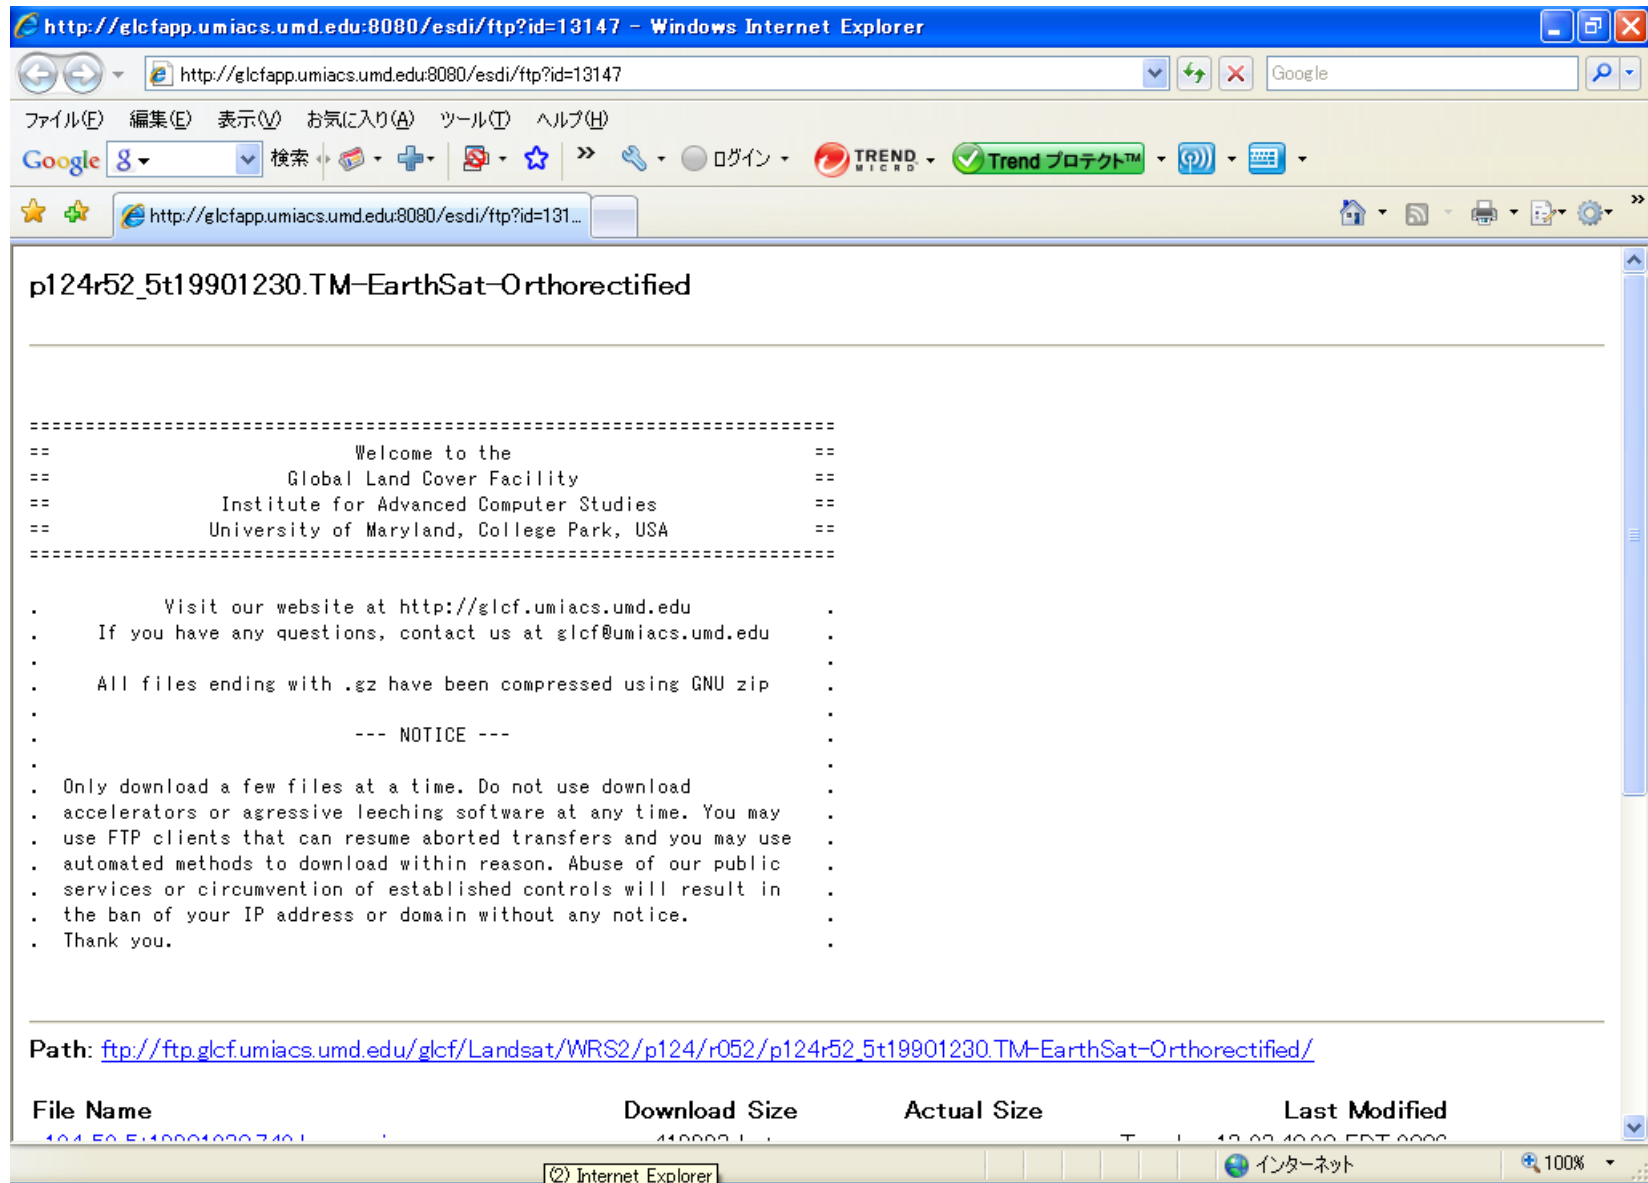 http://glcfapp.umiacs.umd.edu:8080/esdi/ftp?id=13147 - Windows Internet Explorer
http://glcfapp.umiacs.umd.edu:8080/esdi/ftp?id=13147
Google
ファイル(F) 編集(E) 表示(V) お気に入り(A) ツール(T) ヘルプ(H)
Google 検索 ログイン TREND MICRO Trend プロテクト™
http://glcfapp.umiacs.umd.edu:8080/esdi/ftp?id=131...
p124r52_5t19901230.TM-EarthSat-Orthorectified
========================================================================
== Welcome to the ==
== Global Land Cover Facility ==
== Institute for Advanced Computer Studies ==
== University of Maryland, College Park, USA ==
========================================================================
. Visit our website at http://glcf.umiacs.umd.edu .
. If you have any questions, contact us at glcf@umiacs.umd.edu .
. .
. All files ending with .gz have been compressed using GNU zip .
. .
. --- NOTICE --- .
. .
. Only download a few files at a time. Do not use download .
. accelerators or agressive leeching software at any time. You may .
. use FTP clients that can resume aborted transfers and you may use .
. automated methods to download within reason. Abuse of our public .
. services or circumvention of established controls will result in .
. the ban of your IP address or domain without any notice. .
. Thank you. .
Path: ftp://ftp.glcf.umiacs.umd.edu/glcf/Landsat/WRS2/p124/r052/p124r52_5t19901230.TM-EarthSat-Orthorectified/
File Name Download Size Actual Size Last Modified
インターネット 100%
(2) Internet Explorer